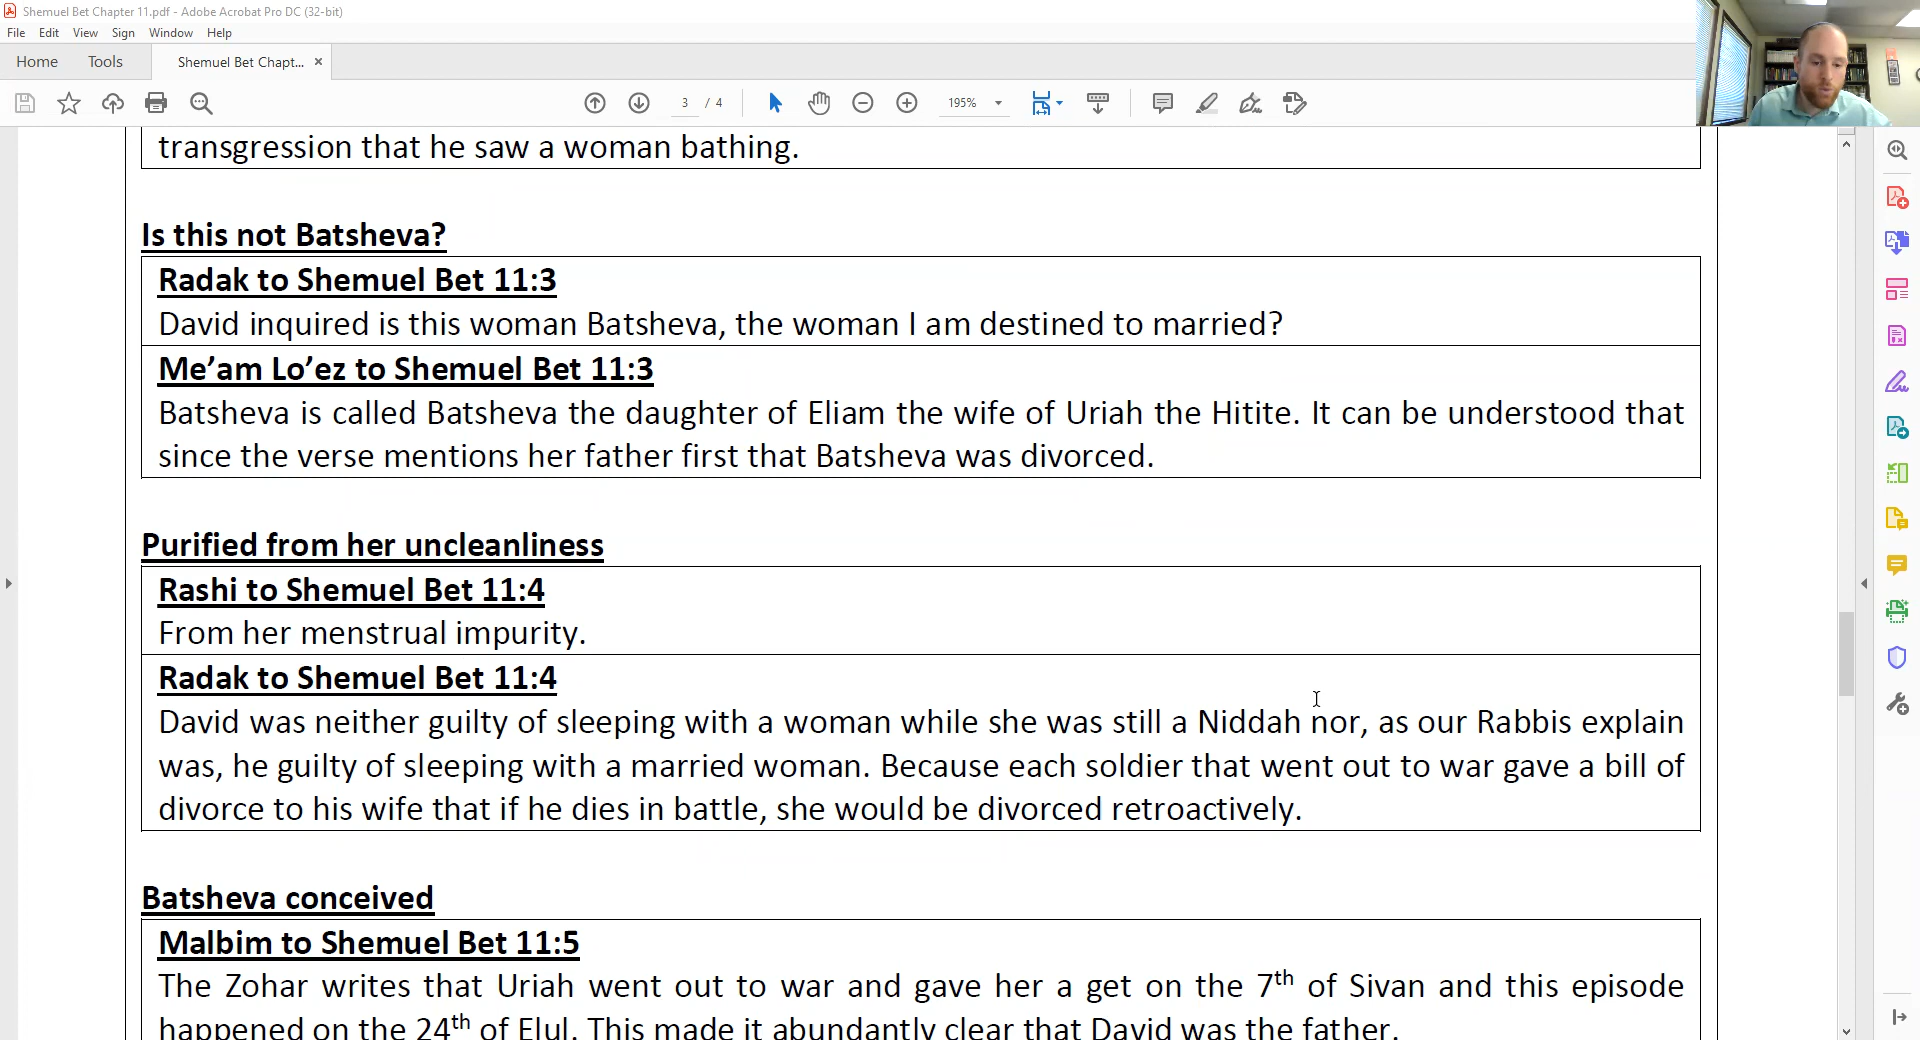 Shemuel Bet Chapter 11.pdf - Adobe Acrobat Pro DC (32-bit)
File Edit View Sign Window Help
Home Tools Shemuel Bet Chapt... ×
3 / 4 195%
transgression that he saw a woman bathing.
Is this not Batsheva?
Radak to Shemuel Bet 11:3
David inquired is this woman Batsheva, the woman I am destined to married?
Me’am Lo’ez to Shemuel Bet 11:3
Batsheva is called Batsheva the daughter of Eliam the wife of Uriah the Hitite. It can be understood that
since the verse mentions her father first that Batsheva was divorced.
Purified from her uncleanliness
Rashi to Shemuel Bet 11:4
From her menstrual impurity.
Radak to Shemuel Bet 11:4
David was neither guilty of sleeping with a woman while she was still a Niddah nor, as our Rabbis explain
was, he guilty of sleeping with a married woman. Because each soldier that went out to war gave a bill of
divorce to his wife that if he dies in battle, she would be divorced retroactively.
Batsheva conceived
Malbim to Shemuel Bet 11:5
The Zohar writes that Uriah went out to war and gave her a get on the 7th of Sivan and this episode
happened on the 24th of Elul. This made it abundantly clear that David was the father.